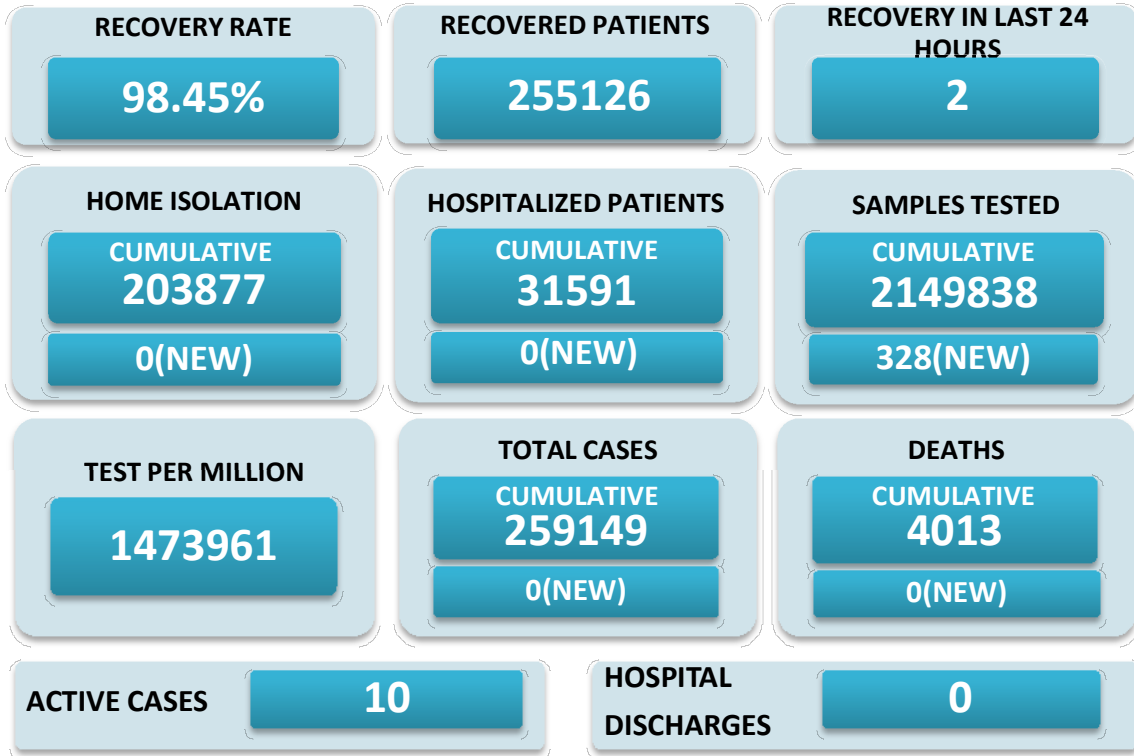 RECOVERY RATE
98.45%
RECOVERED PATIENTS
255126
RECOVERY IN LAST 24
HOURS
2
HOME ISOLATION
CUMULATIVE
203877
0(NEW)
HOSPITALIZED PATIENTS
CUMULATIVE
31591
0(NEW)
SAMPLES TESTED
CUMULATIVE
2149838
328(NEW)
TEST PER MILLION
1473961
TOTAL CASES
CUMULATIVE
259149
0(NEW)
DEATHS
CUMULATIVE
4013
0(NEW)
ACTIVE CASES
10
HOSPITAL
DISCHARGES
0